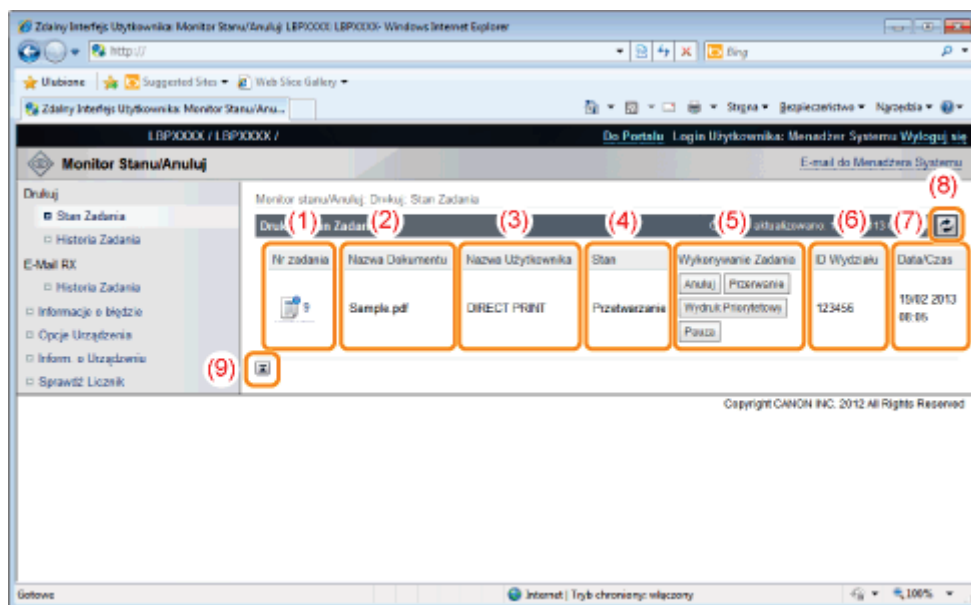 Zdalny Interfejs Użytkownika: Monitor Stanu/Anuluj: LBPXXXX: LBPXXXX- Windows Internet Explorer
http://
Bing
Ulubione Suggested Sites Web Slice Gallery
Zdalny Interfejs Użytkownika: Monitor Stanu/Anu...
Strona Bezpieczeństwo Narzędzia
LBPXXXX / LBPXXXX /
Do Portalu Login Użytkownika: Menadżer Systemu Wyloguj się
Monitor Stanu/Anuluj
E-mail do Menadżera Systemu
(8)
Drukuj
Stan Zadania
Historia Zadania
E-Mail RX
Historia Zadania
Informacje o błędzie
Opcje Urządzenia
Inform. o Urządzeniu
Sprawdź Licznik
Monitor stanu/Anuluj: Drukuj: Stan Zadania
(1) (2) (3) (4) (5) (6) (7)
Nr zadania Nazwa Dokumentu Nazwa Użytkownika Stan Wykonywanie Zadania ID Wydziału Data/Czas
9 Sample.pdf DIRECT PRINT Przetwarzanie
Anuluj Przerwanie
Wydruk Priorytetowy
Pauza
123456
19/02 2013
08:05
(9)
Copyright CANON INC. 2012 All Rights Reserved
Gotowe
Internet | Tryb chroniony: włączony
100%